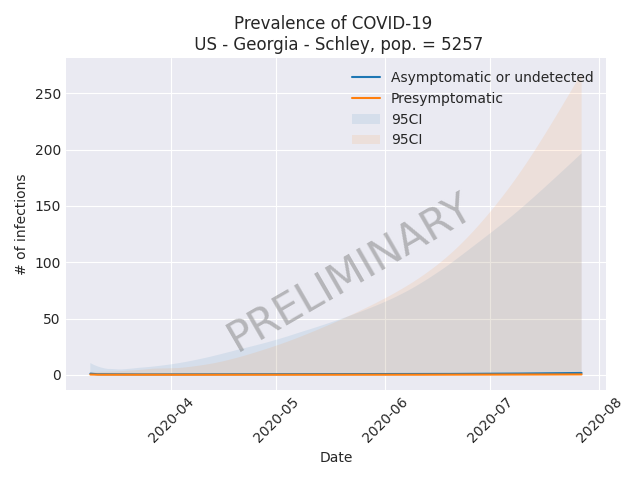 Prevalence of COVID-19
US - Georgia - Schley, pop. = 5257
Asymptomatic or undetected
Presymptomatic
95CI
95CI
# of infections
250
200
150
100
50
0
PRELIMINARY
2020-04
2020-05
2020-06
2020-07
2020-08
Date